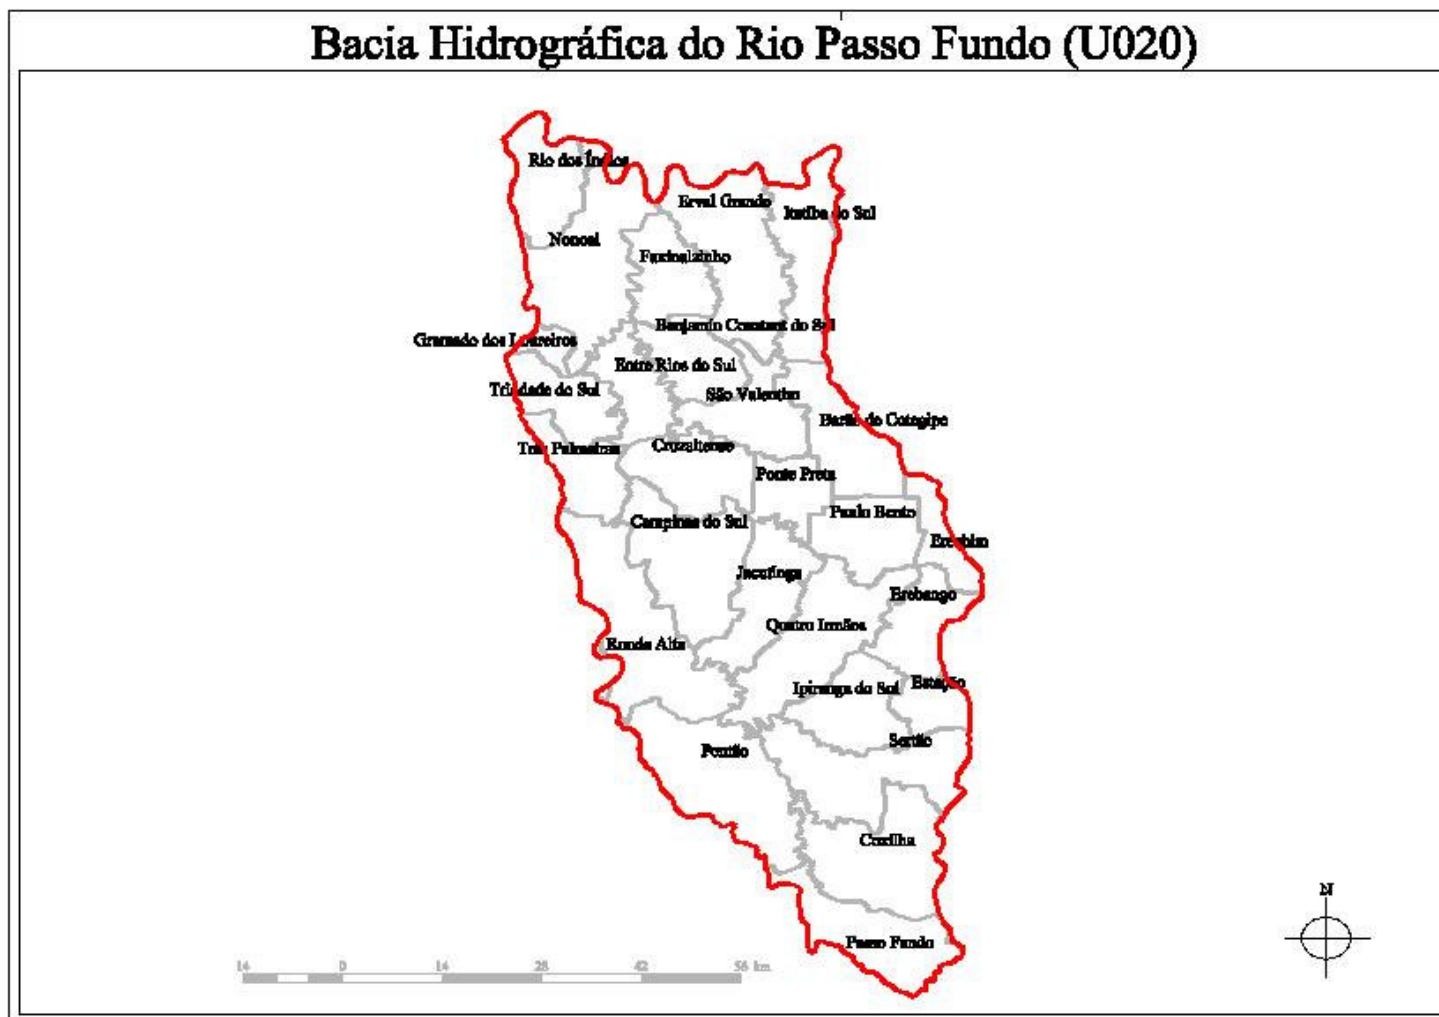 Bacia Hidrográfica do Rio Passo Fundo (U020)
Rio dos Índios
Erval Grande
Itatiba do Sul
Nonoai
Faxinalzinho
Benjamin Constant do Sul
Gramado dos Loureiros
Entre Rios do Sul
Trindade do Sul
São Valentim
Barão de Cotegipe
Três Palmeiras
Cruzaltense
Ponte Preta
Paulo Bento
Campinas do Sul
Erechim
Jacutinga
Erebango
Quatro Irmãos
Ronda Alta
Ipiranga do Sul
Estação
Sertão
Pontão
Coxilha
N
Passo Fundo
14 0 14 28 42 56 km